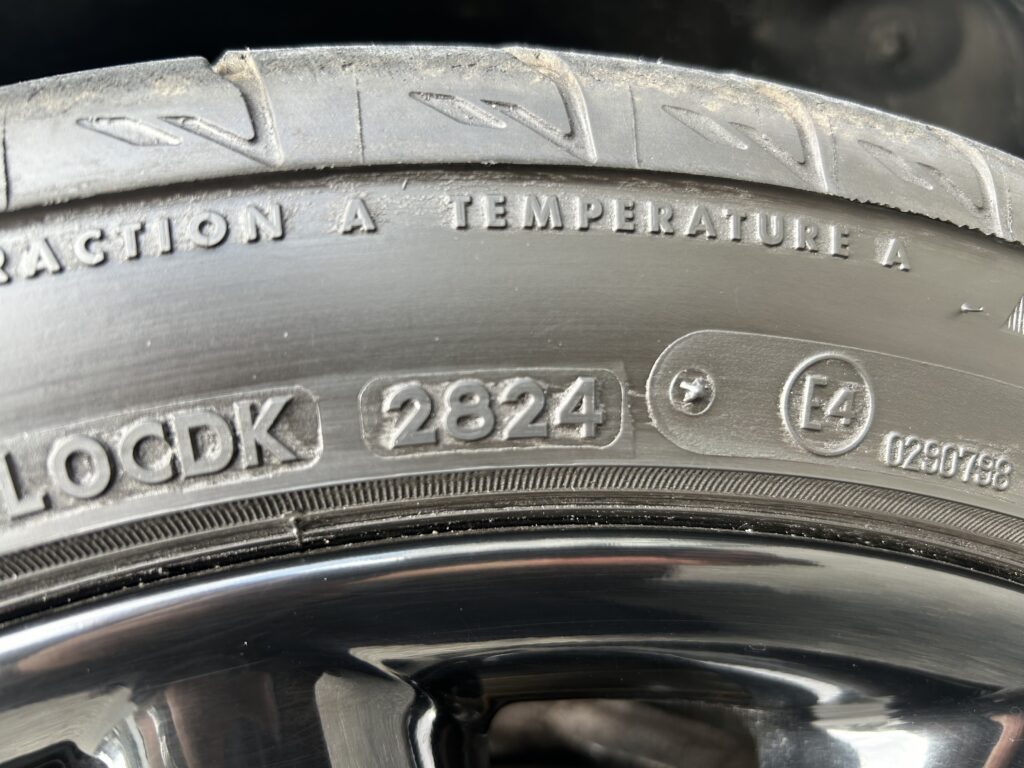 RACTION A TEMPERATURE A
LOCDK 2824 E4 0290798